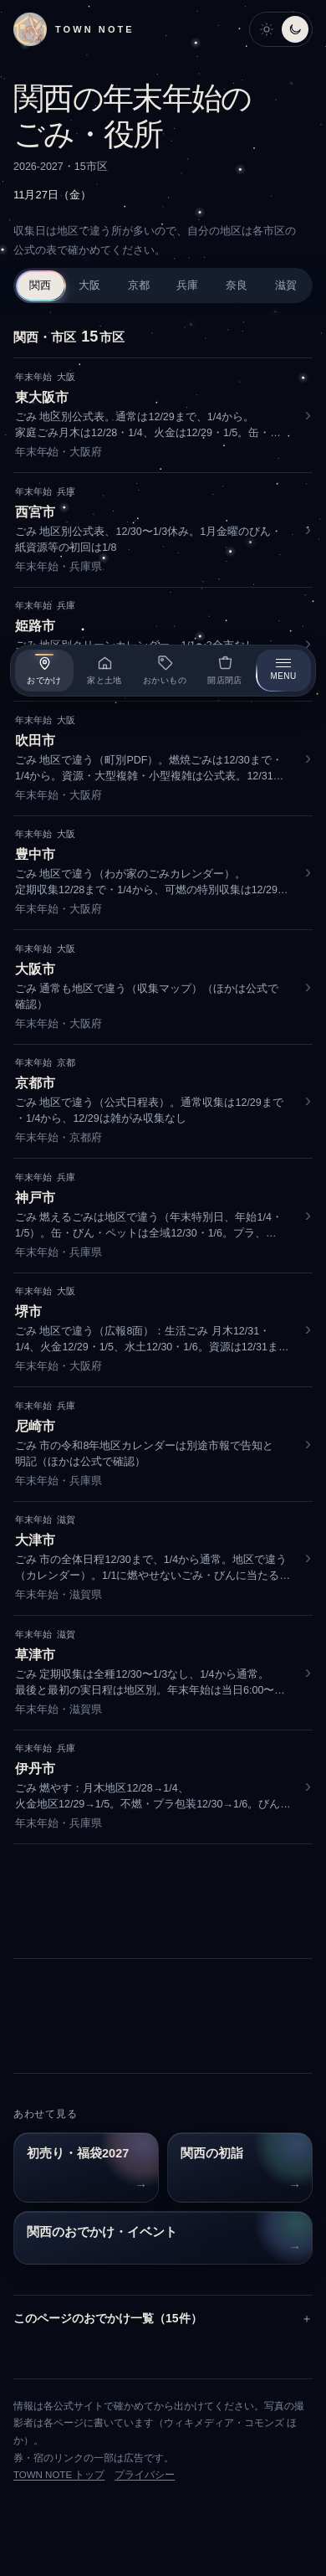 TOWN NOTE
関西の年末年始の
ごみ・役所
2026-2027・15市区
11月27日（金）
収集日は地区で違う所が多いので、自分の地区は各市区の
公式の表で確かめてください。
関西 大阪 京都 兵庫 奈良 滋賀
関西・市区 15市区
年末年始 大阪
東大阪市
ごみ 地区別公式表。通常は12/29まで、1/4から。
家庭ごみ月木は12/28・1/4、火金は12/29・1/5。缶・…
年末年始・大阪府
年末年始 兵庫
西宮市
ごみ 地区別公式表、12/30〜1/3休み。1月金曜のびん・
紙資源等の初回は1/8
年末年始・兵庫県
年末年始 兵庫
姫路市
おでかけ 家と土地 おかいもの 開店閉店 MENU
年末年始 大阪
吹田市
ごみ 地区で違う（町別PDF）。燃焼ごみは12/30まで・
1/4から。資源・大型複雑・小型複雑は公式表。12/31…
年末年始・大阪府
年末年始 大阪
豊中市
ごみ 地区で違う（わが家のごみカレンダー）。
定期収集12/28まで・1/4から、可燃の特別収集は12/29…
年末年始・大阪府
年末年始 大阪
大阪市
ごみ 通常も地区で違う（収集マップ）（ほかは公式で
確認）
年末年始・大阪府
年末年始 京都
京都市
ごみ 地区で違う（公式日程表）。通常収集は12/29まで
・1/4から、12/29は雑がみ収集なし
年末年始・京都府
年末年始 兵庫
神戸市
ごみ 燃えるごみは地区で違う（年末特別日、年始1/4・
1/5）。缶・びん・ペットは全域12/30・1/6。プラ、…
年末年始・兵庫県
年末年始 大阪
堺市
ごみ 地区で違う（広報8面）：生活ごみ 月木12/31・
1/4、火金12/29・1/5、水土12/30・1/6。資源は12/31ま…
年末年始・大阪府
年末年始 兵庫
尼崎市
ごみ 市の令和8年地区カレンダーは別途市報で告知と
明記（ほかは公式で確認）
年末年始・兵庫県
年末年始 滋賀
大津市
ごみ 市の全体日程12/30まで、1/4から通常。地区で違う
（カレンダー）。1/1に燃やせないごみ・びんに当たる…
年末年始・滋賀県
年末年始 滋賀
草津市
ごみ 定期収集は全種12/30〜1/3なし、1/4から通常。
最後と最初の実日程は地区別。年末年始は当日6:00〜…
年末年始・滋賀県
年末年始 兵庫
伊丹市
ごみ 燃やす：月木地区12/28→1/4、
火金地区12/29→1/5。不燃・プラ包装12/30→1/6。びん…
年末年始・兵庫県
あわせて見る
初売り・福袋2027 →
関西の初詣 →
関西のおでかけ・イベント →
このページのおでかけ一覧（15件） +
情報は各公式サイトで確かめてから出かけてください。写真の撮
影者は各ページに書いています（ウィキメディア・コモンズ ほ
か）。
券・宿のリンクの一部は広告です。
TOWN NOTE トップ プライバシー